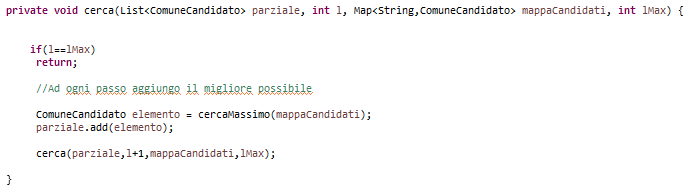 private void cerca(List<ComuneCandidato> parziale, int l, Map<String,ComuneCandidato> mappaCandidati, int lMax) {
if(l==lMax)
return;
//Ad ogni passo aggiungo il migliore possibile
ComuneCandidato elemento = cercaMassimo(mappaCandidati);
parziale.add(elemento);
cerca(parziale,l+1,mappaCandidati,lMax);
}